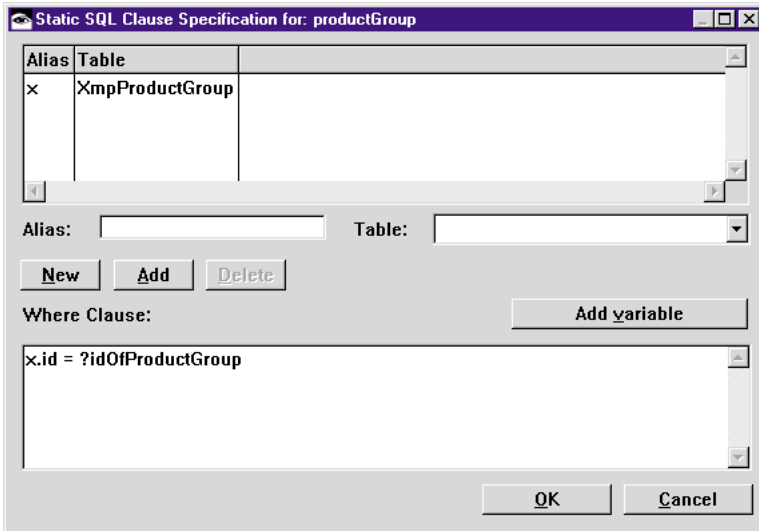 Static SQL Clause Specification for: productGroup
Alias Table
x XmpProductGroup
Alias: Table:
New Add Delete
Where Clause: Add variable
x.id = ?idOfProductGroup
OK Cancel